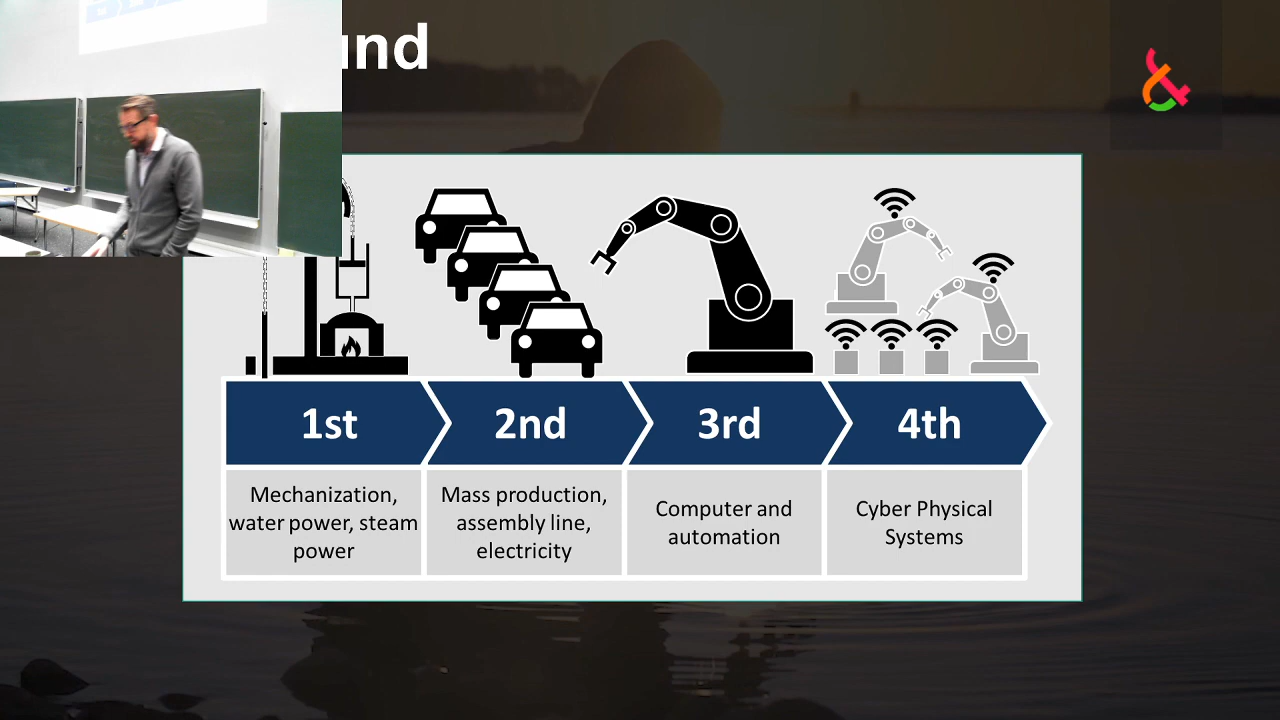 und
1st
2nd
3rd
4th
Mechanization,
water power, steam
power
Mass production,
assembly line,
electricity
Computer and
automation
Cyber Physical
Systems